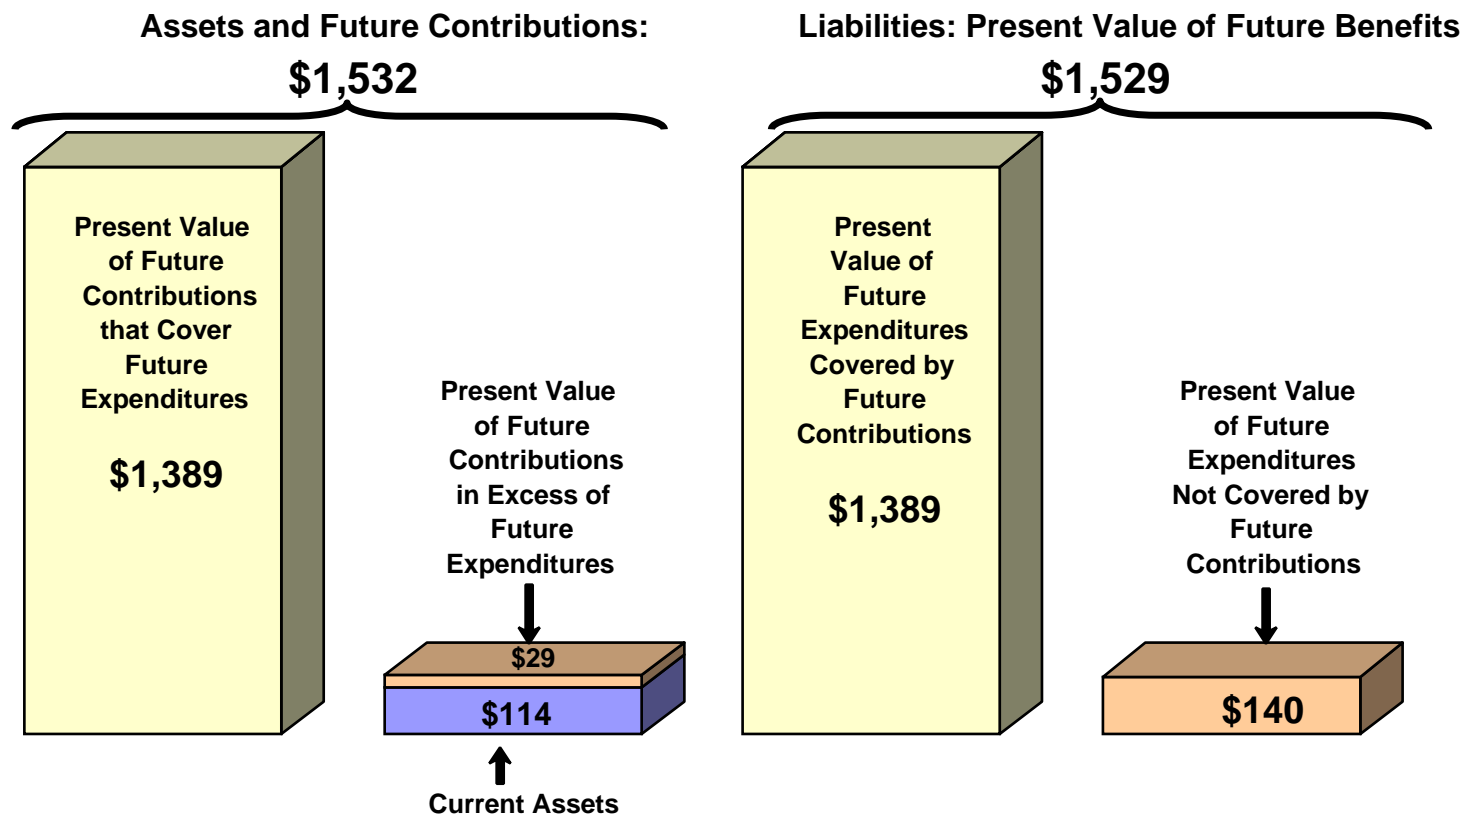 Assets and Future Contributions:
$1,532
Liabilities: Present Value of Future Benefits
$1,529
Present Value
of Future
Contributions
that Cover
Future
Expenditures
$1,389
Present Value
of Future
Contributions
in Excess of
Future
Expenditures
$29
$114
Current Assets
Present
Value of
Future
Expenditures
Covered by
Future
Contributions
$1,389
Present Value
of Future
Expenditures
Not Covered by
Future
Contributions
$140